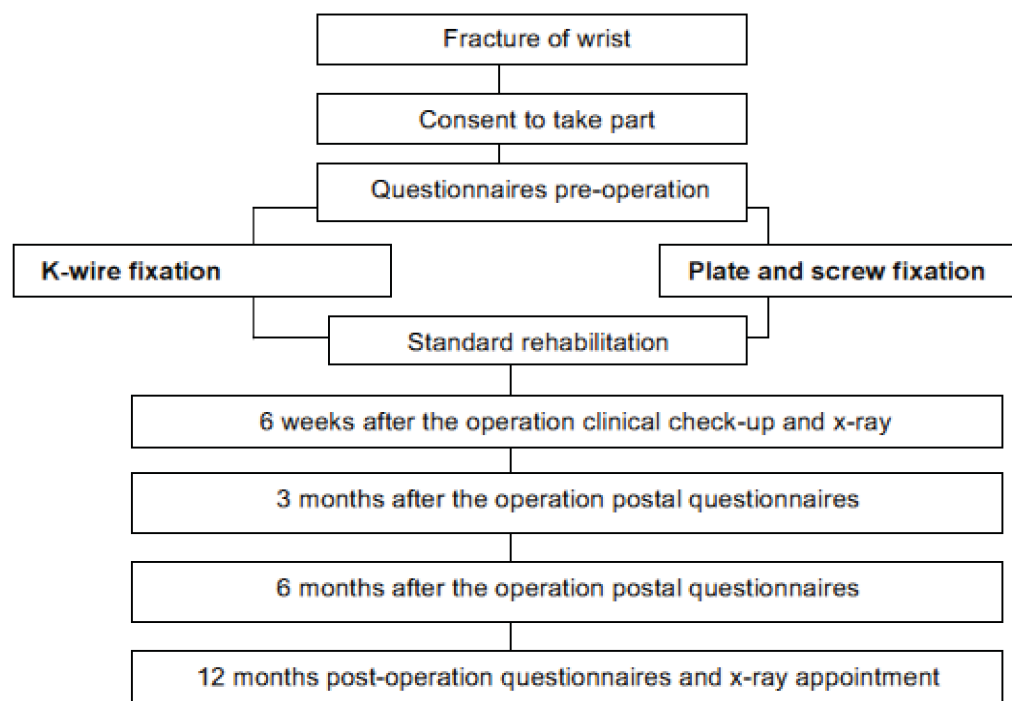 Fracture of wrist
Consent to take part
Questionnaires pre-operation
K-wire fixation
Plate and screw fixation
Standard rehabilitation
6 weeks after the operation clinical check-up and x-ray
3 months after the operation postal questionnaires
6 months after the operation postal questionnaires
12 months post-operation questionnaires and x-ray appointment